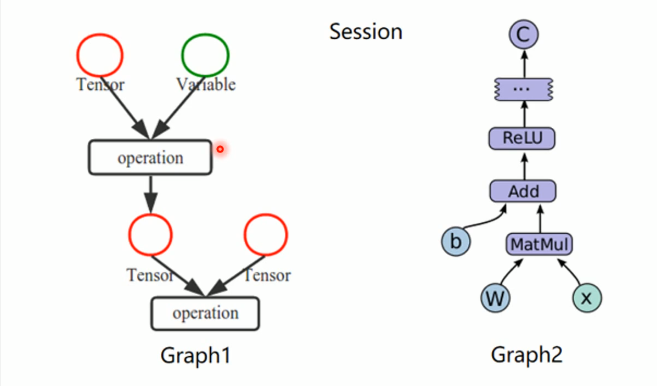 Session
Tensor
Variable
operation
Tensor
Tensor
operation
Graph1
C
...
ReLU
Add
b
MatMul
W
x
Graph2